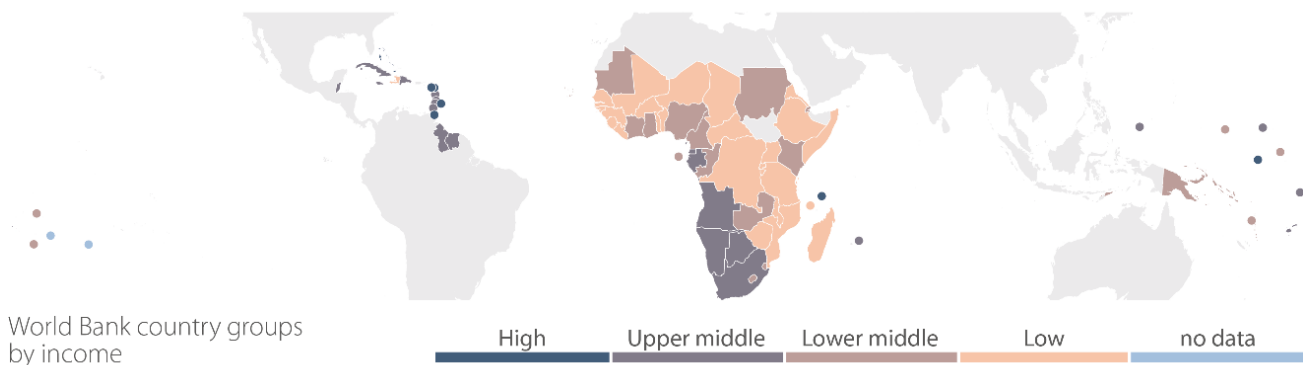 World Bank country groups
by income
High
Upper middle
Lower middle
Low
no data